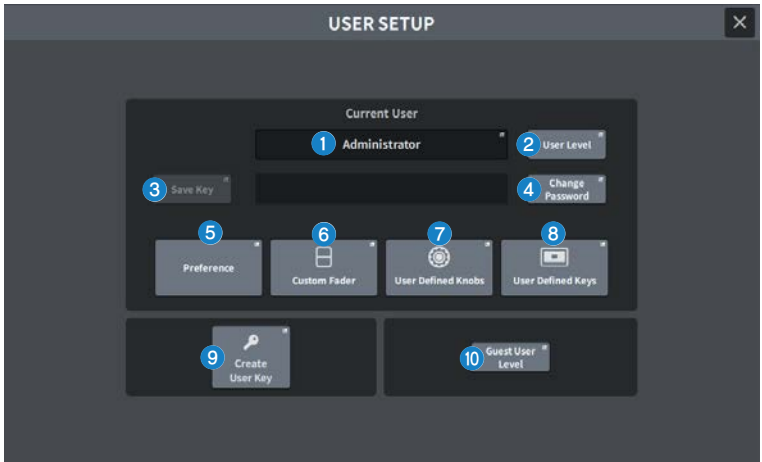 USER SETUP
Current User
1 Administrator
2 User Level
3 Save Key
4 Change
Password
5 Preference
6 Custom Fader
7 User Defined Knobs
8 User Defined Keys
9 Create
User Key
10 Guest User
Level